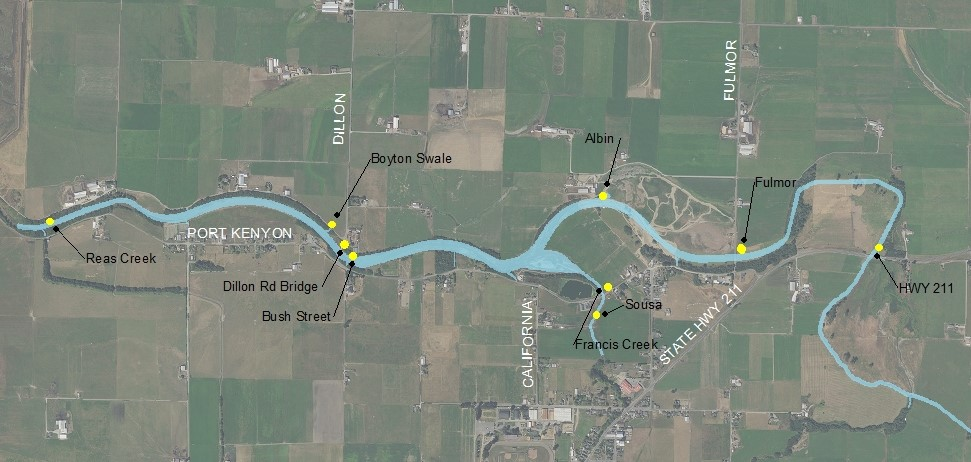 FULMOR
DILLON
Albin
Boyton Swale
Fulmor
PORT KENYON
Reas Creek
Dillon Rd Bridge
HWY 211
Bush Street
Sousa
STATE HWY 211
CALIFORNIA
Francis Creek